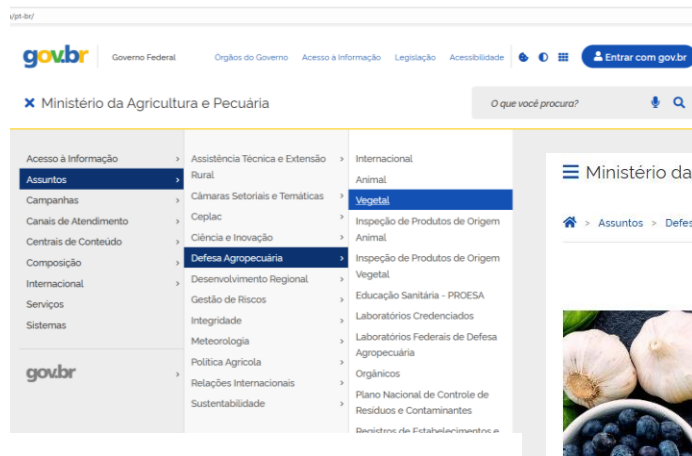 /pt-br/
gov.br
Governo Federal
Órgãos do Governo
Acesso à Informação
Legislação
Acessibilidade
Entrar com gov.br
Ministério da Agricultura e Pecuária
O que você procura?
Acesso à Informação
Assuntos
Campanhas
Canais de Atendimento
Centrais de Conteúdo
Composição
Internacional
Serviços
Sistemas
gov.br
Assistência Técnica e Extensão
Rural
Câmaras Setoriais e Temáticas
Ceplac
Ciência e Inovação
Defesa Agropecuária
Desenvolvimento Regional
Gestão de Riscos
Integridade
Meteorologia
Política Agrícola
Relações Internacionais
Sustentabilidade
Internacional
Animal
Vegetal
Inspeção de Produtos de Origem
Animal
Inspeção de Produtos de Origem
Vegetal
Educação Sanitária - PROESA
Laboratórios Credenciados
Laboratórios Federais de Defesa
Agropecuária
Orgânicos
Plano Nacional de Controle de
Resíduos e Contaminantes
Registros de Estabelecimentos e
Ministério da
> Assuntos > Defes